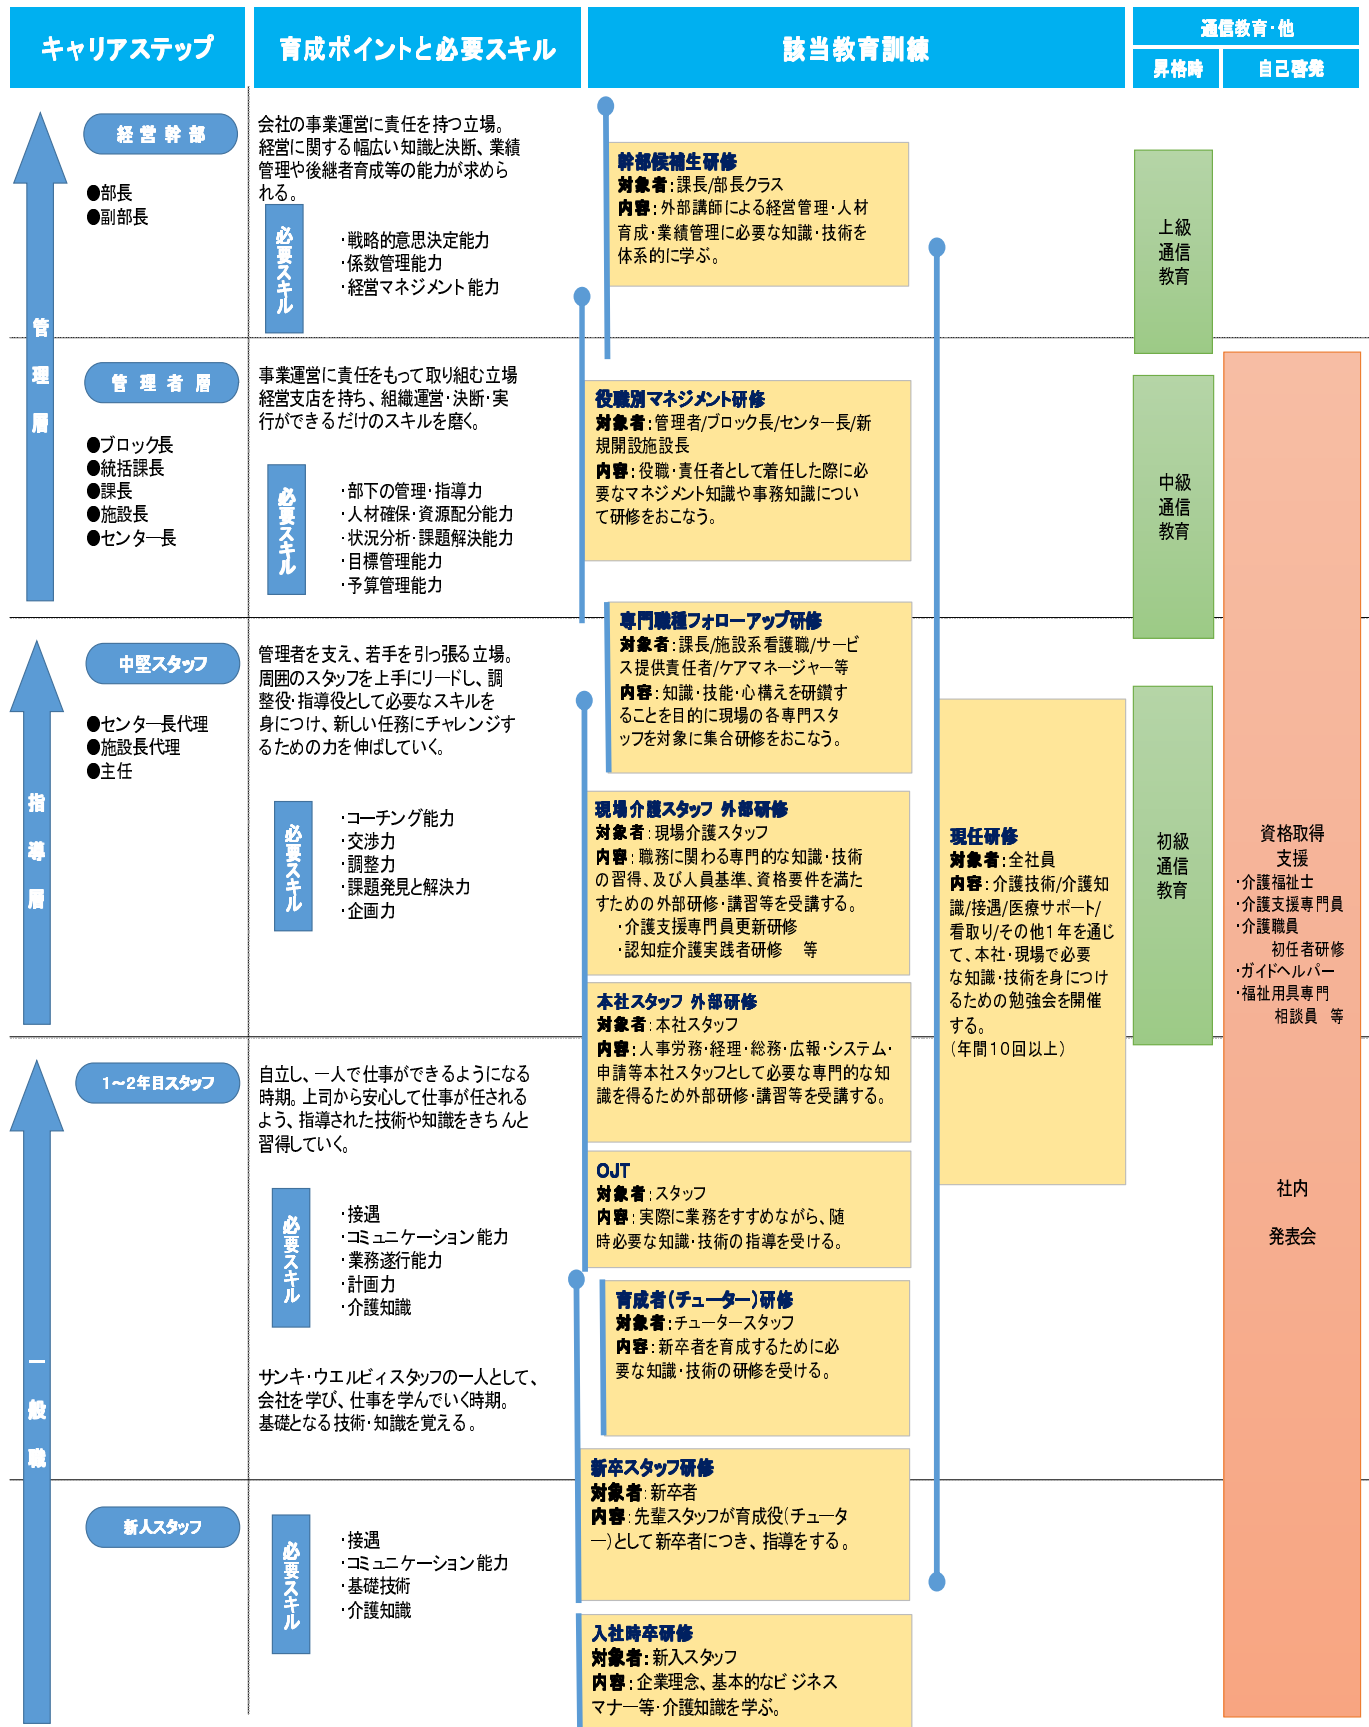 キャリアステップ
育成ポイントと必要スキル
該当教育訓練
通信教育・他
昇格時
自己啓発
管理層
経営幹部
●部長
●副部長
会社の事業運営に責任を持つ立場。
経営に関する幅広い知識と決断、業績
管理や後継者育成等の能力が求めら
れる。
必要スキル
・戦略的意思決定能力
・係数管理能力
・経営マネジメント能力
管理者層
●ブロック長
●統括課長
●課長
●施設長
●センター長
事業運営に責任をもって取り組む立場
経営支店を持ち、組織運営・決断・実
行ができるだけのスキルを磨く。
必要スキル
・部下の管理・指導力
・人材確保・資源配分能力
・状況分析・課題解決能力
・目標管理能力
・予算管理能力
指導層
中堅スタッフ
●センター長代理
●施設長代理
●主任
管理者を支え、若手を引っ張る立場。
周囲のスタッフを上手にリードし、調
整役・指導役として必要なスキルを
身につけ、新しい任務にチャレンジす
るための力を伸ばしていく。
必要スキル
・コーチング能力
・交渉力
・調整力
・課題発見と解決力
・企画力
一般職
1～2年目スタッフ
自立し、一人で仕事ができるようになる
時期。上司から安心して仕事が任される
よう、指導された技術や知識をきちんと
習得していく。
必要スキル
・接遇
・コミュニケーション能力
・業務遂行能力
・計画力
・介護知識
サンキ・ウエルビィスタッフの一人として、
会社を学び、仕事を学んでいく時期。
基礎となる技術・知識を覚える。
新人スタッフ
必要スキル
・接遇
・コミュニケーション能力
・基礎技術
・介護知識
幹部候補生研修
対象者：課長/部長クラス
内容：外部講師による経営管理・人材
育成・業績管理に必要な知識・技術を
体系的に学ぶ。
役職別マネジメント研修
対象者：管理者/ブロック長/センター長/新
規開設施設長
内容：役職・責任者として着任した際に必
要なマネジメント知識や事務知識につい
て研修をおこなう。
専門職種フォローアップ研修
対象者：課長/施設系看護職/サービ
ス提供責任者/ケアマネージャー等
内容：知識・技能・心構えを研鑽す
ることを目的に現場の各専門スタ
ッフを対象に集合研修をおこなう。
現場介護スタッフ 外部研修
対象者：現場介護スタッフ
内容：職務に関わる専門的な知識・技術
の習得、及び人員基準、資格要件を満た
すための外部研修・講習等を受講する。
・介護支援専門員更新研修
・認知症介護実践者研修　等
本社スタッフ 外部研修
対象者：本社スタッフ
内容：人事労務・経理・総務・広報・システム・
申請等本社スタッフとして必要な専門的な知
識を得るため外部研修・講習等を受講する。
OJT
対象者：スタッフ
内容：実際に業務をすすめながら、随
時必要な知識・技術の指導を受ける。
育成者(チューター)研修
対象者：チュータースタッフ
内容：新卒者を育成するために必
要な知識・技術の研修を受ける。
新卒スタッフ研修
対象者：新卒者
内容：先輩スタッフが育成役(チュータ
ー)として新卒者につき、指導をする。
入社時卒研修
対象者：新入スタッフ
内容：企業理念、基本的なビジネス
マナー等・介護知識を学ぶ。
現任研修
対象者：全社員
内容：介護技術/介護知
識/接遇/医療サポート/
看取り/その他1年を通じ
て、本社・現場で必要
な知識・技術を身につけ
るための勉強会を開催
する。
(年間10回以上)
上級
通信
教育
中級
通信
教育
初級
通信
教育
資格取得
支援
・介護福祉士
・介護支援専門員
・介護職員
初任者研修
・ガイドヘルパー
・福祉用具専門
相談員　等
社内
発表会